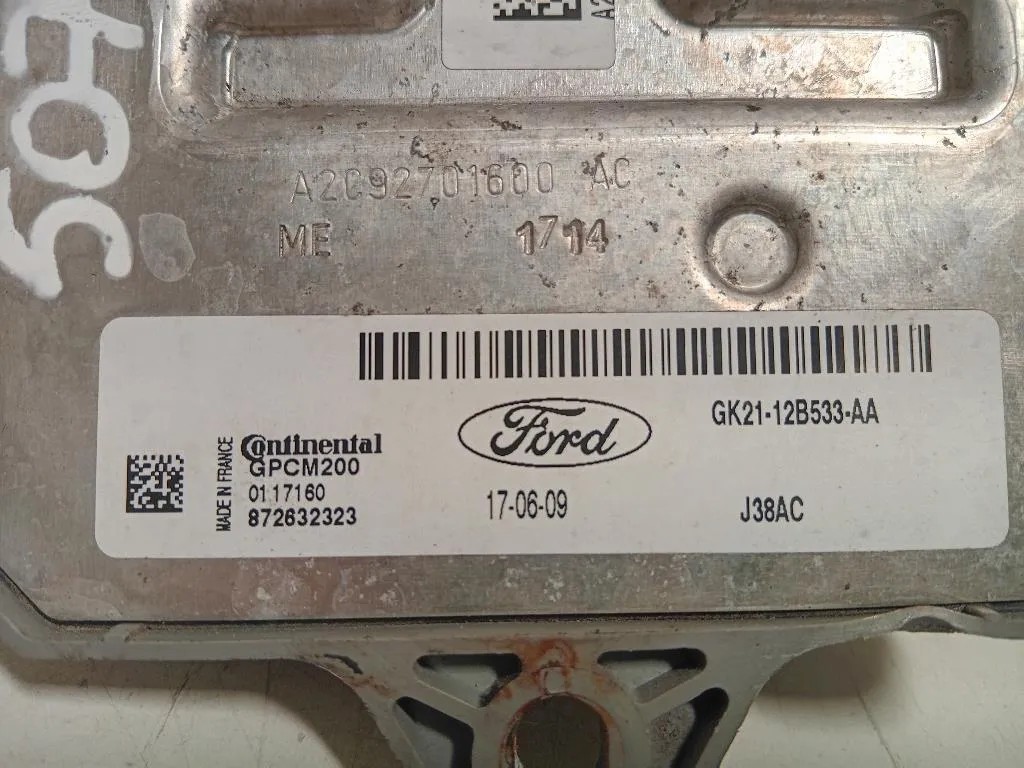 A2C92701600 AC
ME 1714
GK21-12B533-AA
Ford
Continental
GPCM200
0117160
872632323
MADE IN FRANCE
17-06-09
J38AC